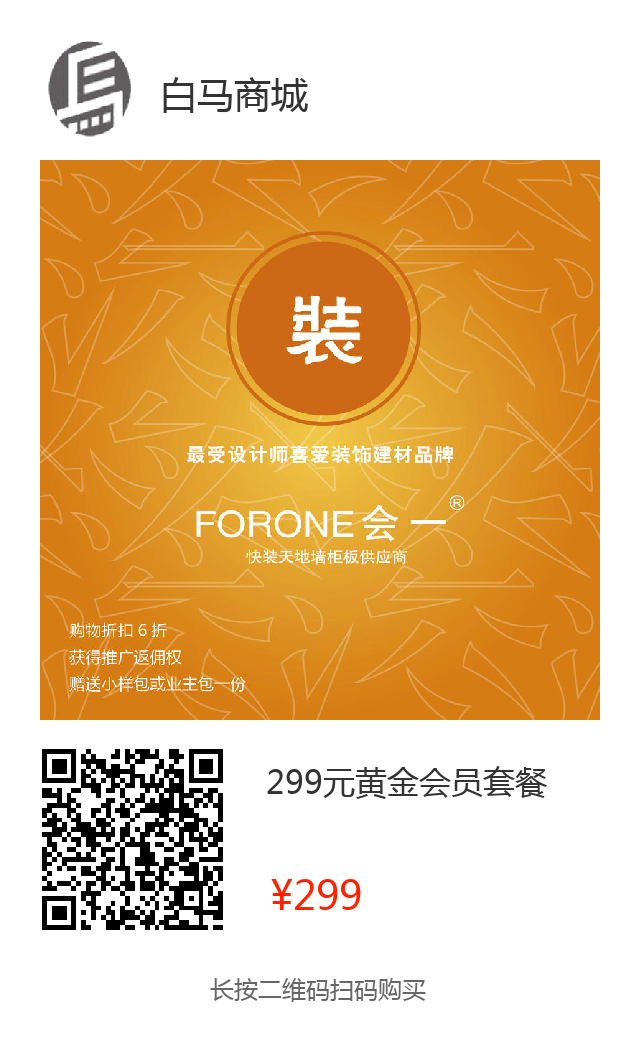 白马商城
裝
最受设计师喜爱装饰建材品牌
FORONE 会一®
快装天地墙柜板供应商
购物折扣 6 折
获得推广返佣权
赠送小样包或业主包一份
299元黄金会员套餐
¥299
长按二维码扫码购买